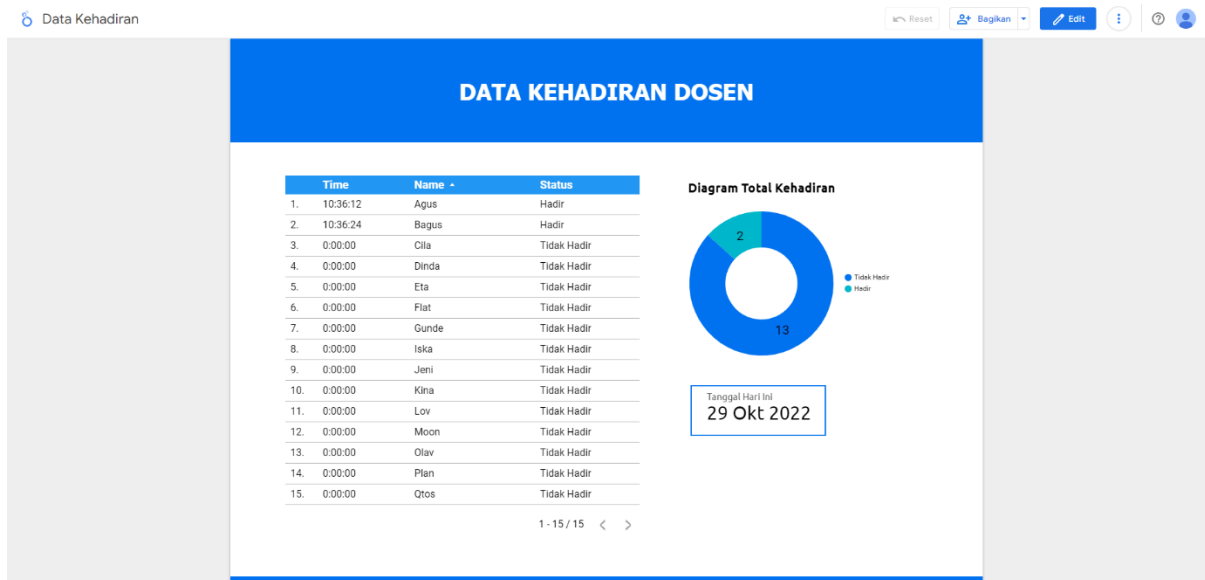 Data Kehadiran
Reset
Bagikan
Edit
DATA KEHADIRAN DOSEN
Time Name Status
1. 10:36:12 Agus Hadir
2. 10:36:24 Bagus Hadir
3. 0:00:00 Cila Tidak Hadir
4. 0:00:00 Dinda Tidak Hadir
5. 0:00:00 Eta Tidak Hadir
6. 0:00:00 Flat Tidak Hadir
7. 0:00:00 Gunde Tidak Hadir
8. 0:00:00 Iska Tidak Hadir
9. 0:00:00 Jeni Tidak Hadir
10. 0:00:00 Kina Tidak Hadir
11. 0:00:00 Lov Tidak Hadir
12. 0:00:00 Moon Tidak Hadir
13. 0:00:00 Olav Tidak Hadir
14. 0:00:00 Plan Tidak Hadir
15. 0:00:00 Qtos Tidak Hadir
1 - 15 / 15
Diagram Total Kehadiran
2
13
Tidak Hadir
Hadir
Tanggal Hari Ini
29 Okt 2022